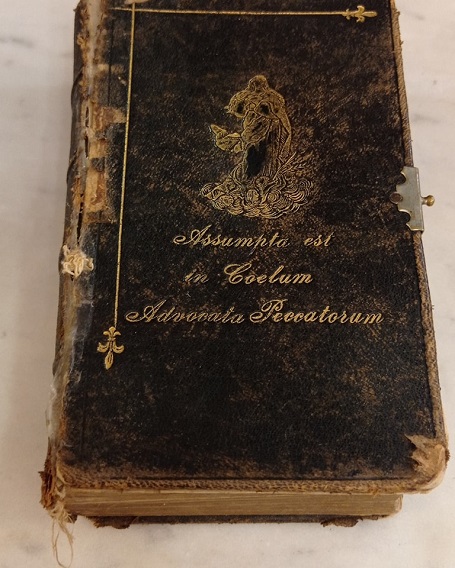 Assumpta est
in Coelum
Advocata Peccatorum